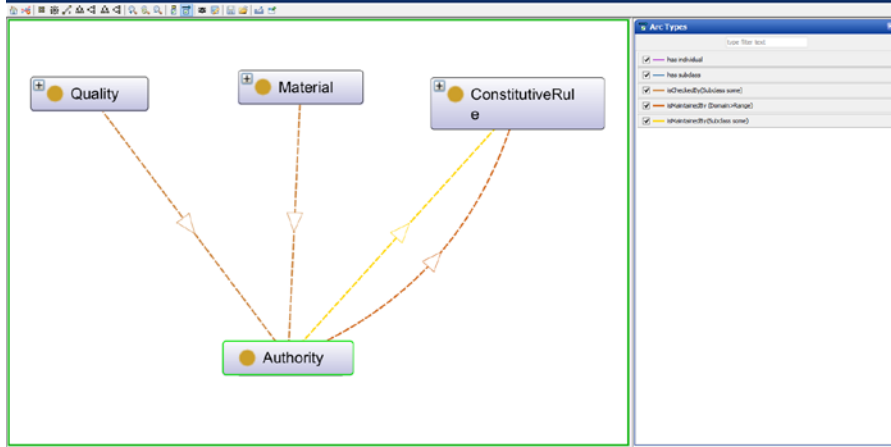 Arc Types
type filter text
Quality
Material
ConstitutiveRul
e
Authority
has individual
has subclass
isCheckedBy(Subclass some)
isMaintainedBy (Domain>Range)
isMaintainedBy(Subclass some)